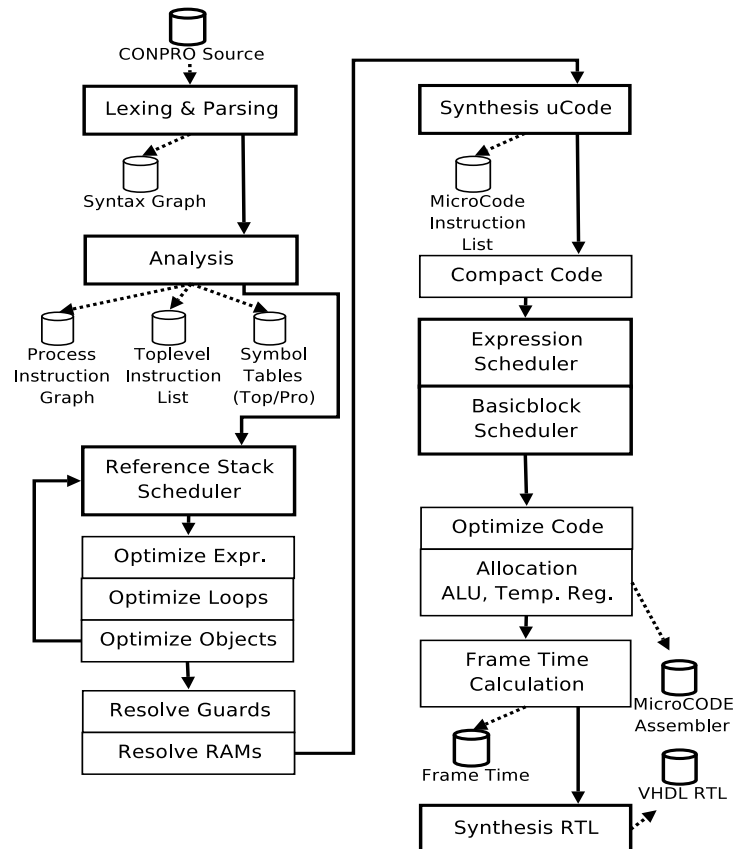 CONPRO Source
Lexing & Parsing
Syntax Graph
Analysis
Process
Instruction
Graph
Toplevel
Instruction
List
Symbol
Tables
(Top/Pro)
Reference Stack
Scheduler
Optimize Expr.
Optimize Loops
Optimize Objects
Resolve Guards
Resolve RAMs
Synthesis uCode
MicroCode
Instruction
List
Compact Code
Expression
Scheduler
Basicblock
Scheduler
Optimize Code
Allocation
ALU, Temp. Reg.
Frame Time
Calculation
MicroCODE
Assembler
Frame Time
VHDL RTL
Synthesis RTL